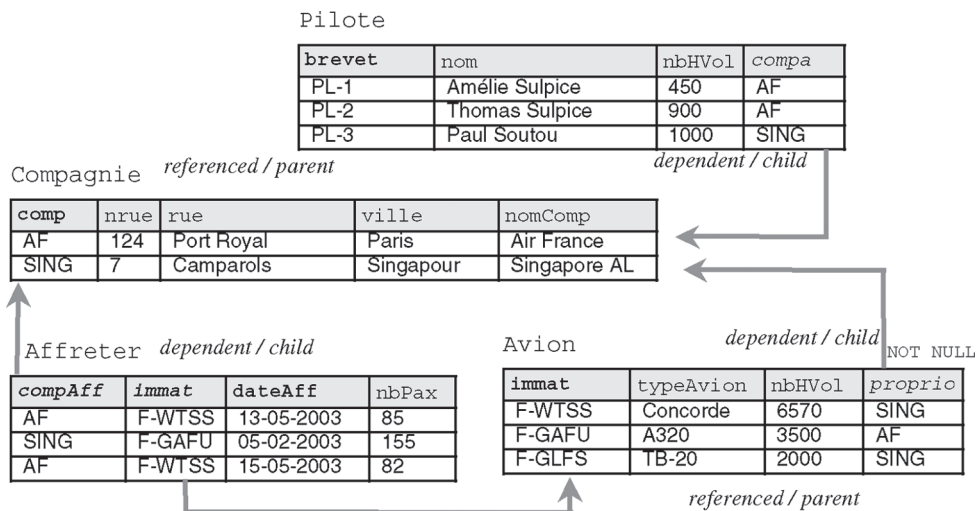 Pilote
brevet nom nbHVol compa
PL-1 Amélie Sulpice 450 AF
PL-2 Thomas Sulpice 900 AF
PL-3 Paul Soutou 1000 SING
dependent / child
Compagnie referenced / parent
comp nrue rue ville nomComp
AF 124 Port Royal Paris Air France
SING 7 Camparols Singapour Singapore AL
Affreter dependent / child
compAff immat dateAff nbPax
AF F-WTSS 13-05-2003 85
SING F-GAFU 05-02-2003 155
AF F-WTSS 15-05-2003 82
Avion dependent / child
NOT NULL
immat typeAvion nbHVol proprio
F-WTSS Concorde 6570 SING
F-GAFU A320 3500 AF
F-GLFS TB-20 2000 SING
referenced / parent